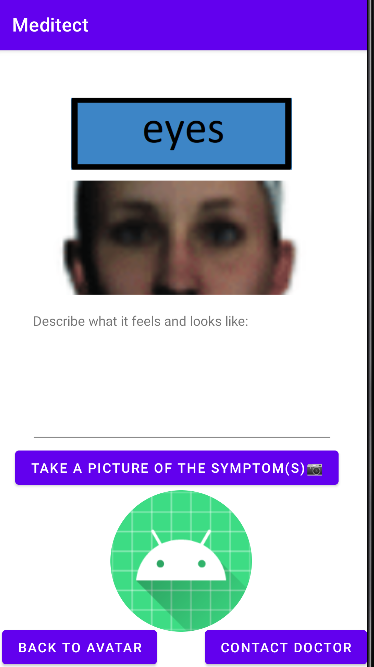 Meditect
eyes
Describe what it feels and looks like:
TAKE A PICTURE OF THE SYMPTOM(S)📷
BACK TO AVATAR
CONTACT DOCTOR